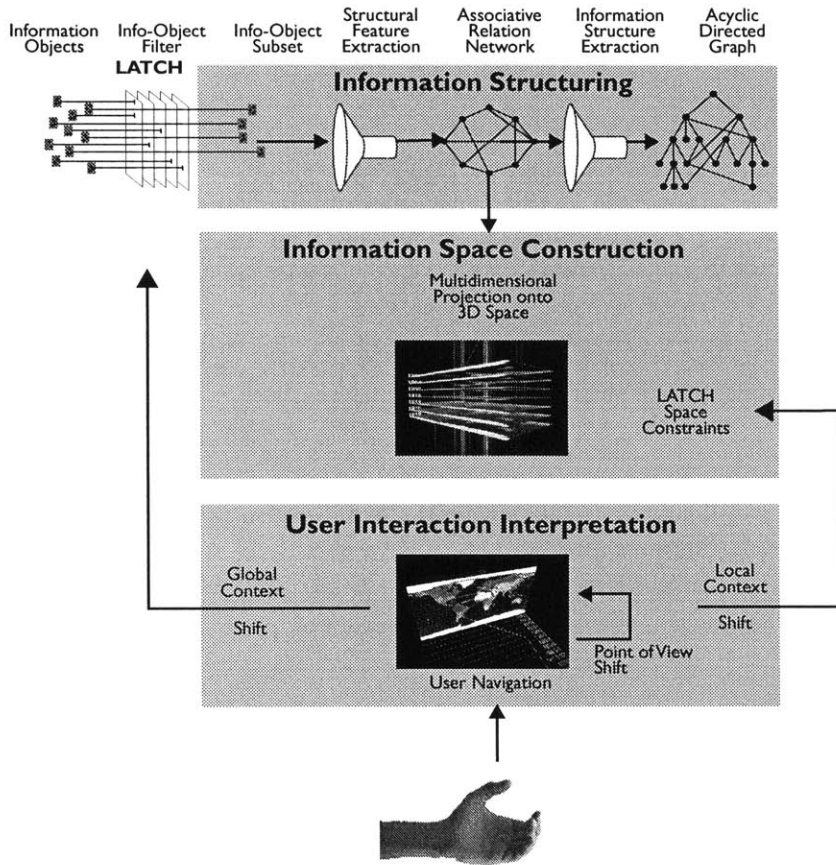 Information Objects
Info-Object Filter
LATCH
Info-Object Subset
Structural Feature Extraction
Associative Relation Network
Information Structure Extraction
Acyclic Directed Graph
Information Structuring
Information Space Construction
Multidimensional
Projection onto
3D Space
LATCH
Space
Constraints
User Interaction Interpretation
Global
Context
Shift
Local
Context
Shift
Point of View
Shift
User Navigation